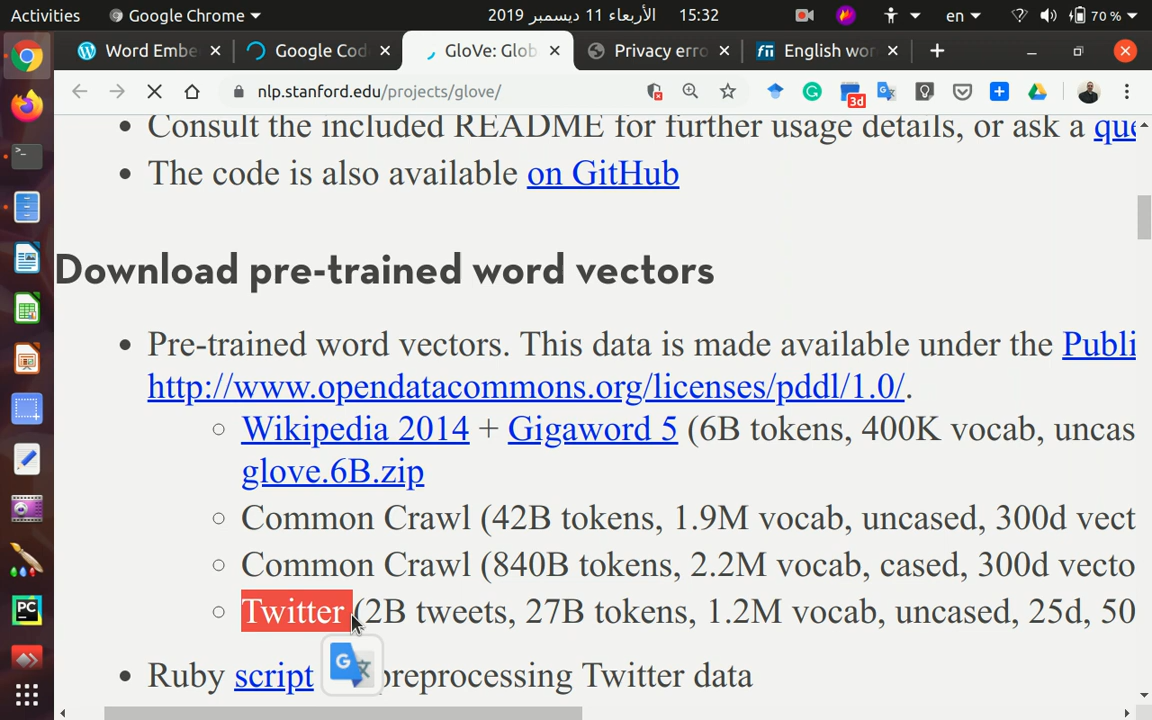 Activities Google Chrome الأربعاء 11 ديسمبر 2019 15:32 en 70 %
Word Embe Google Cod GloVe: Glob Privacy erro English wor
nlp.stanford.edu/projects/glove/ 3d
Consult the included README for further usage details, or ask a que
The code is also available on GitHub
Download pre-trained word vectors
Pre-trained word vectors. This data is made available under the Publi
http://www.opendatacommons.org/licenses/pddl/1.0/.
Wikipedia 2014 + Gigaword 5 (6B tokens, 400K vocab, uncas
glove.6B.zip
Common Crawl (42B tokens, 1.9M vocab, uncased, 300d vect
Common Crawl (840B tokens, 2.2M vocab, cased, 300d vecto
Twitter (2B tweets, 27B tokens, 1.2M vocab, uncased, 25d, 50
Ruby script preprocessing Twitter data